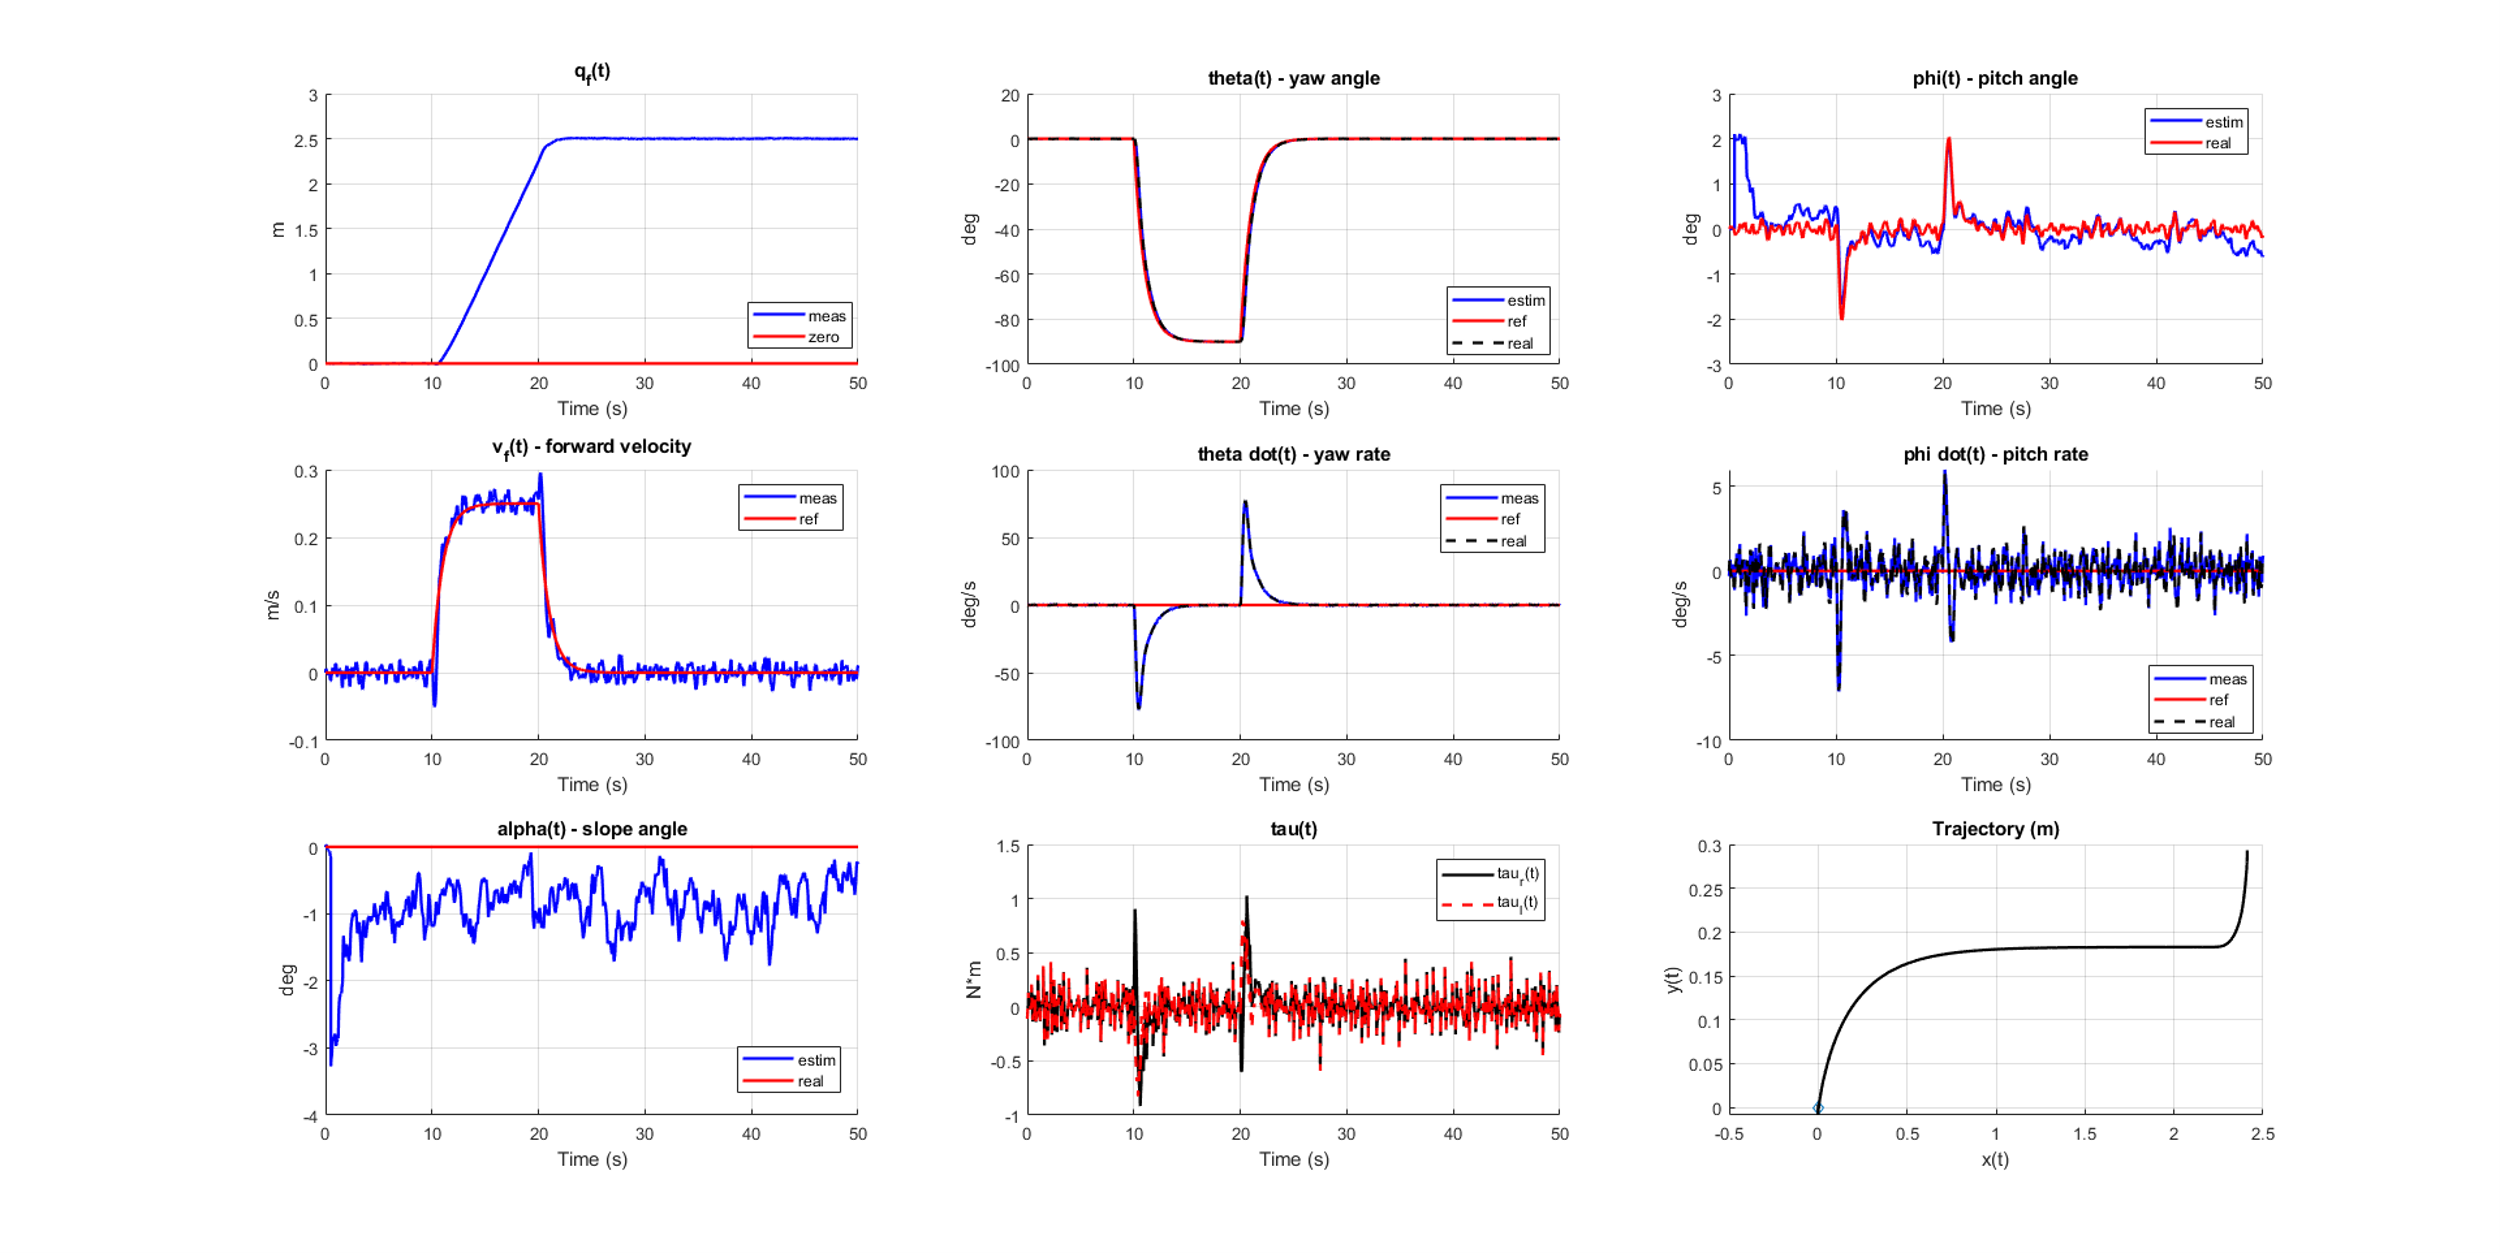 q_f(t)
3
2.5
2
1.5
1
0.5
0
m
meas
zero
0 10 20 30 40 50
Time (s)
theta(t) - yaw angle
20
0
-20
-40
-60
-80
-100
deg
estim
ref
real
0 10 20 30 40 50
Time (s)
phi(t) - pitch angle
3
2
1
0
-1
-2
-3
deg
estim
real
0 10 20 30 40 50
Time (s)
v_f(t) - forward velocity
0.3
0.2
0.1
0
-0.1
m/s
meas
ref
0 10 20 30 40 50
Time (s)
theta dot(t) - yaw rate
100
50
0
-50
-100
deg/s
meas
ref
real
0 10 20 30 40 50
Time (s)
phi dot(t) - pitch rate
5
0
-5
-10
deg/s
meas
ref
real
0 10 20 30 40 50
Time (s)
alpha(t) - slope angle
0
-1
-2
-3
-4
deg
estim
real
0 10 20 30 40 50
Time (s)
tau(t)
1.5
1
0.5
0
-0.5
-1
N*m
tau_r(t)
tau_l(t)
0 10 20 30 40 50
Time (s)
Trajectory (m)
0.3
0.25
0.2
0.15
0.1
0.05
0
y(t)
-0.5 0 0.5 1 1.5 2 2.5
x(t)